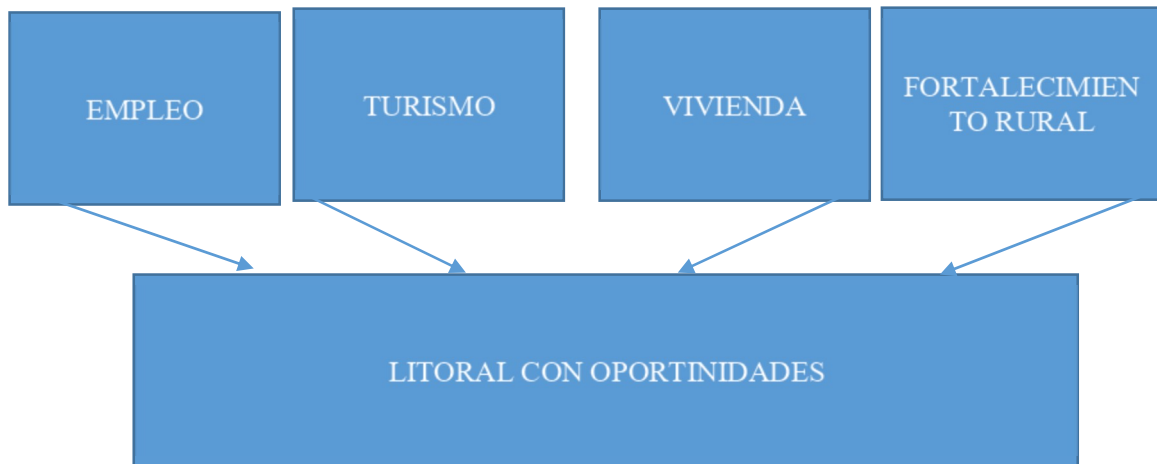 EMPLEO
TURISMO
VIVIENDA
FORTALECIMIEN
TO RURAL
LITORAL CON OPORTINIDADES